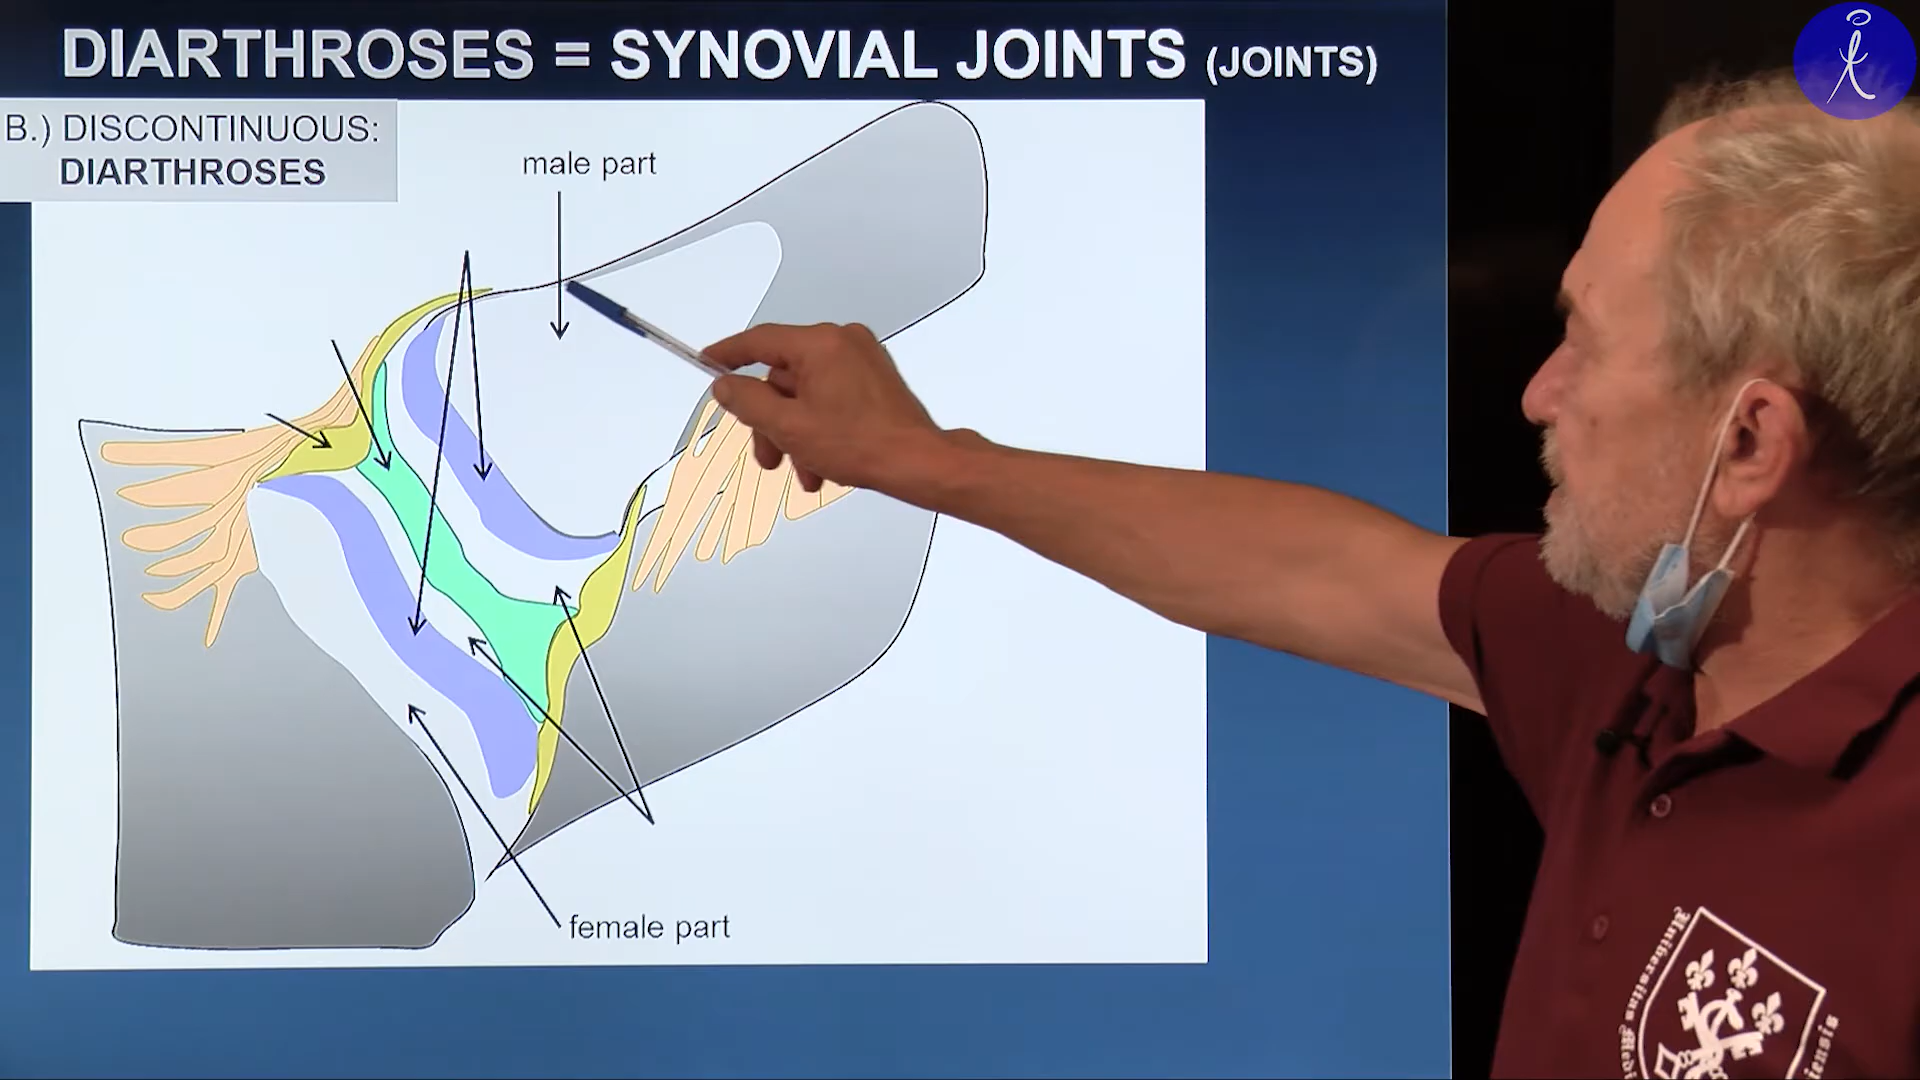 DIARTHROSES = SYNOVIAL JOINTS (JOINTS)
B.) DISCONTINUOUS:
DIARTHROSES
male part
female part